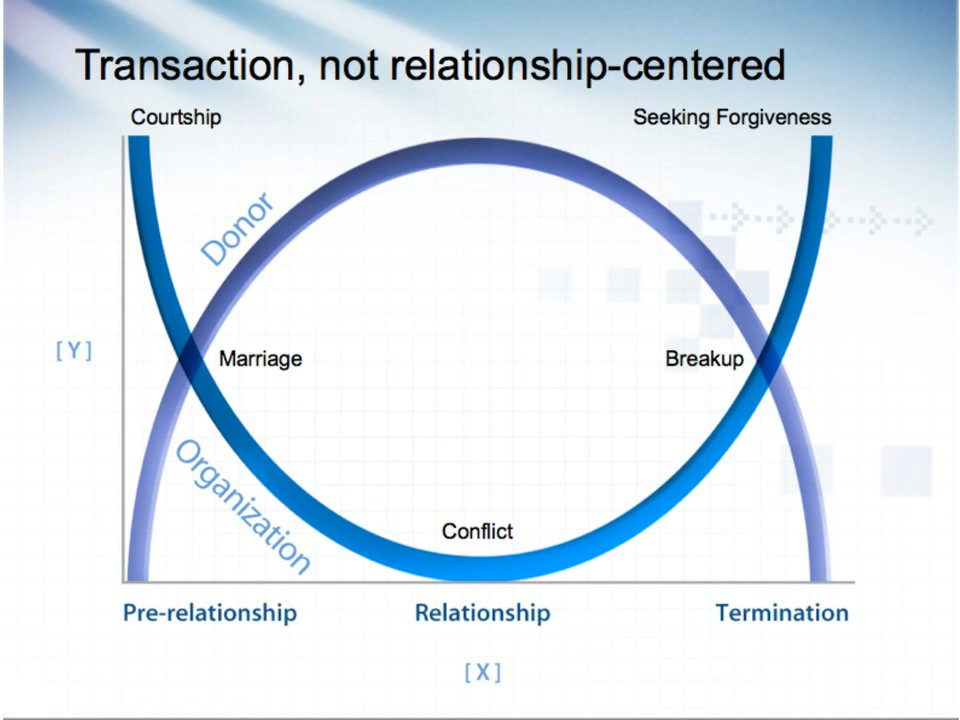 Transaction, not relationship-centered
Courtship
Seeking Forgiveness
Donor
[ Y ]
Marriage
Breakup
Organization
Conflict
Pre-relationship
Relationship
Termination
[ X ]